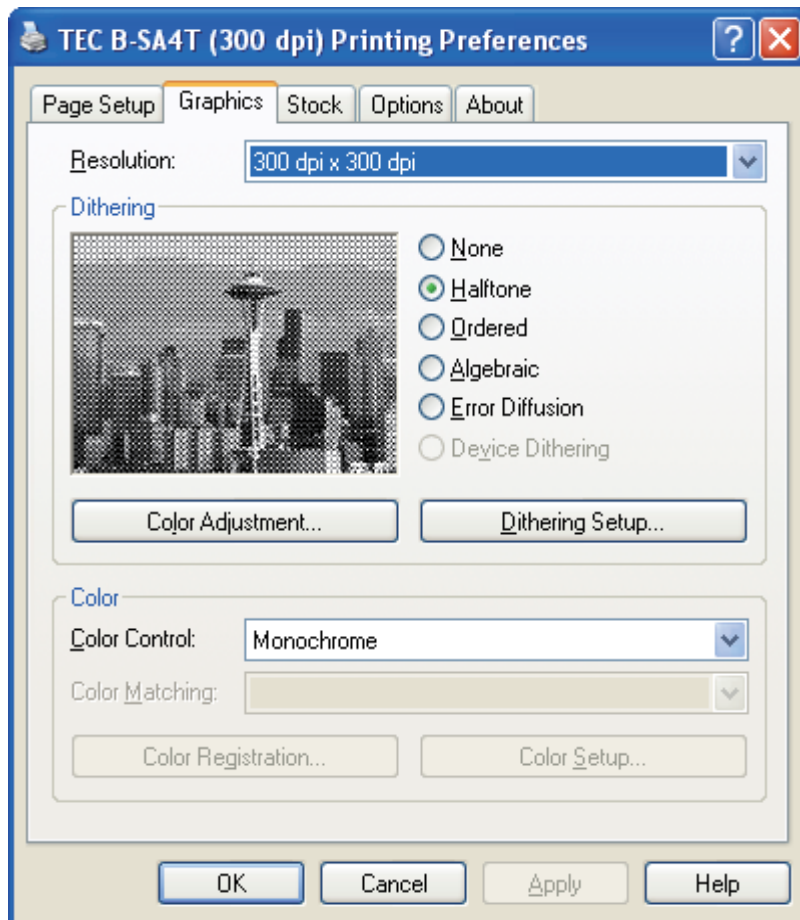 TEC B-SA4T (300 dpi) Printing Preferences
Page Setup Graphics Stock Options About
Resolution: 300 dpi x 300 dpi
Dithering
None
Halftone
Ordered
Algebraic
Error Diffusion
Device Dithering
Color Adjustment... Dithering Setup...
Color
Color Control: Monochrome
Color Matching:
Color Registration... Color Setup...
OK Cancel Apply Help